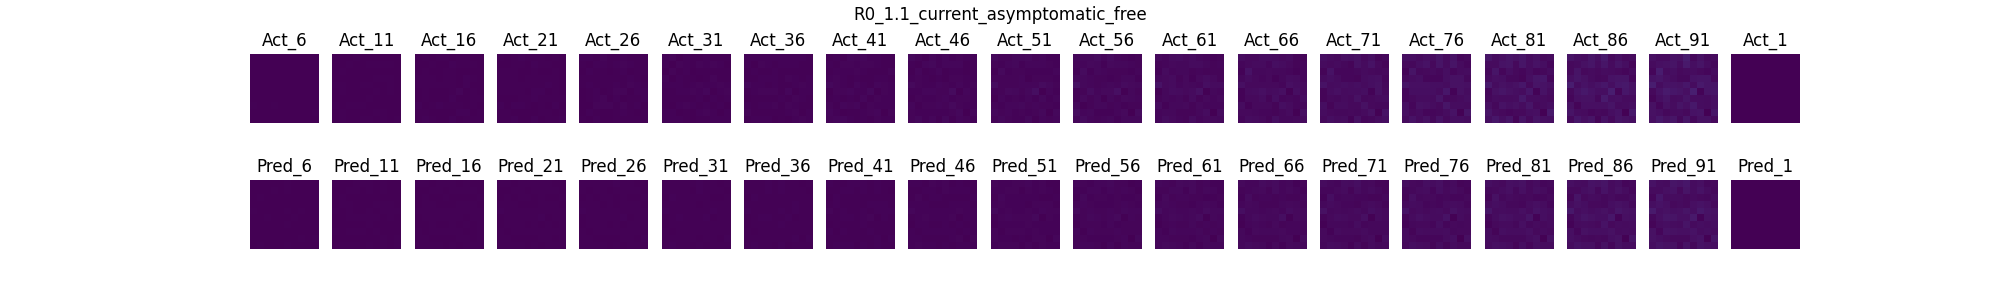 R0_1.1_current_asymptomatic_free
Act_6 Act_11 Act_16 Act_21 Act_26 Act_31 Act_36 Act_41 Act_46 Act_51 Act_56 Act_61 Act_66 Act_71 Act_76 Act_81 Act_86 Act_91 Act_1
Pred_6 Pred_11 Pred_16 Pred_21 Pred_26 Pred_31 Pred_36 Pred_41 Pred_46 Pred_51 Pred_56 Pred_61 Pred_66 Pred_71 Pred_76 Pred_81 Pred_86 Pred_91 Pred_1